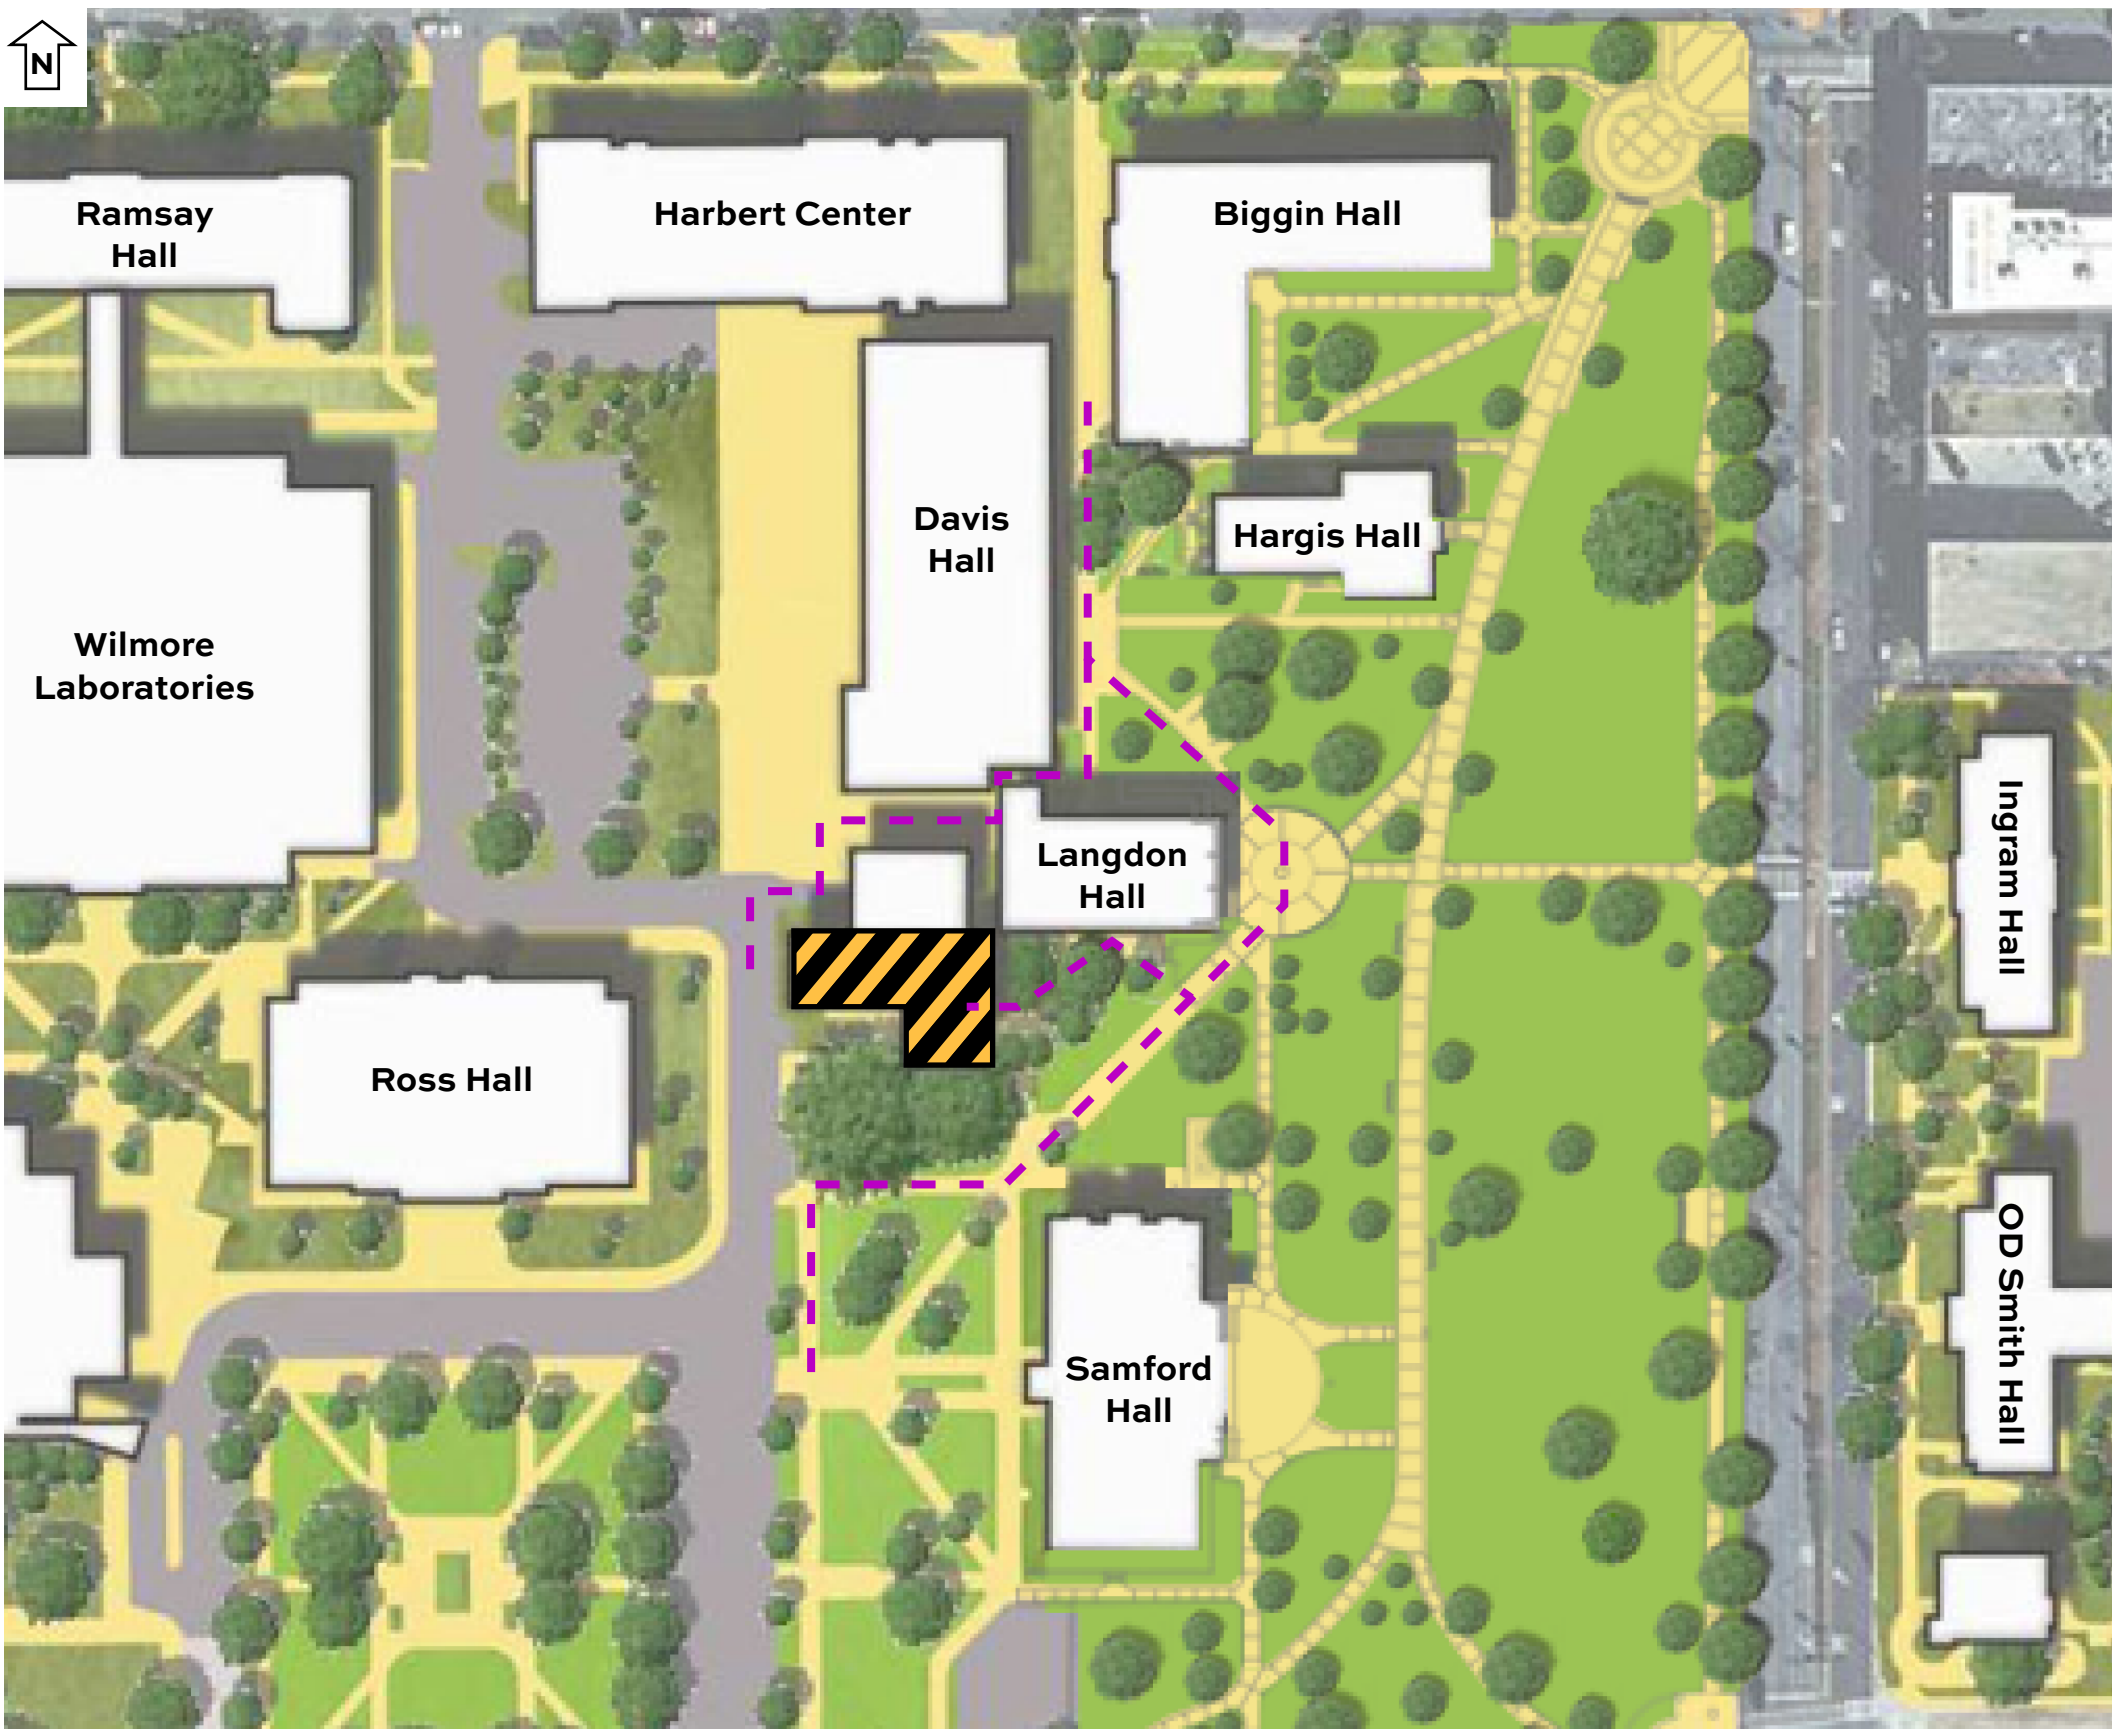 N
Ramsay
Hall
Harbert Center
Biggin Hall
Davis
Hall
Hargis Hall
Wilmore
Laboratories
Langdon
Hall
Ingram Hall
Ross Hall
OD Smith Hall
Samford
Hall